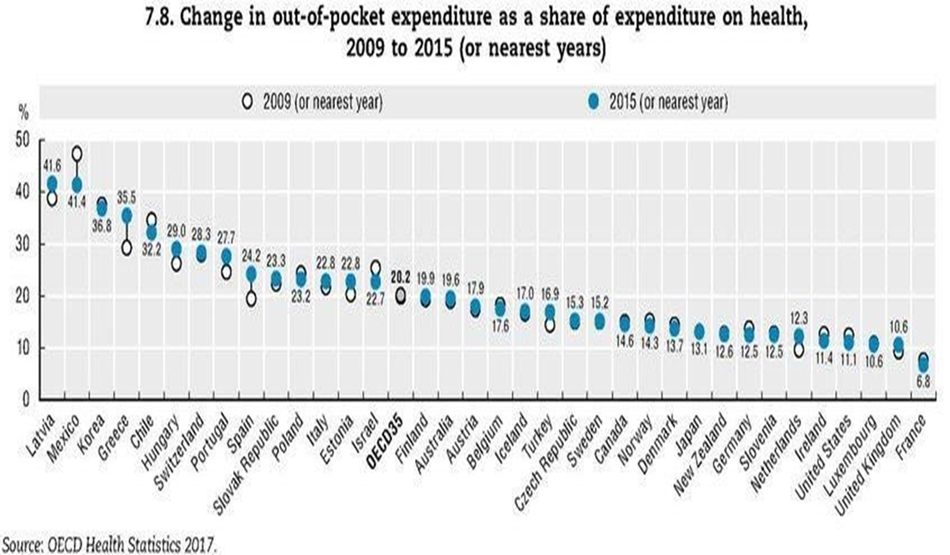 7.8. Change in out-of-pocket expenditure as a share of expenditure on health,
2009 to 2015 (or nearest years)
2009 (or nearest year) 2015 (or nearest year)
%
50
40
30
20
10
0
41.6
41.4
36.8
35.5
32.2
29.0
28.3
27.7
24.2
23.3
23.2
22.8
22.8
22.7
20.2
19.9
19.6
17.9
17.6
17.0
16.9
15.3
15.2
14.6
14.3
13.7
13.1
12.6
12.5
12.5
12.3
11.4
11.1
10.6
10.6
6.8
Latvia
Mexico
Korea
Greece
Chile
Hungary
Switzerland
Portugal
Spain
Slovak Republic
Poland
Italy
Estonia
Israel
OECD35
Finland
Australia
Austria
Belgium
Iceland
Turkey
Czech Republic
Sweden
Canada
Norway
Denmark
Japan
New Zealand
Germany
Slovenia
Netherlands
Ireland
United States
Luxembourg
United Kingdom
France
Source: OECD Health Statistics 2017.